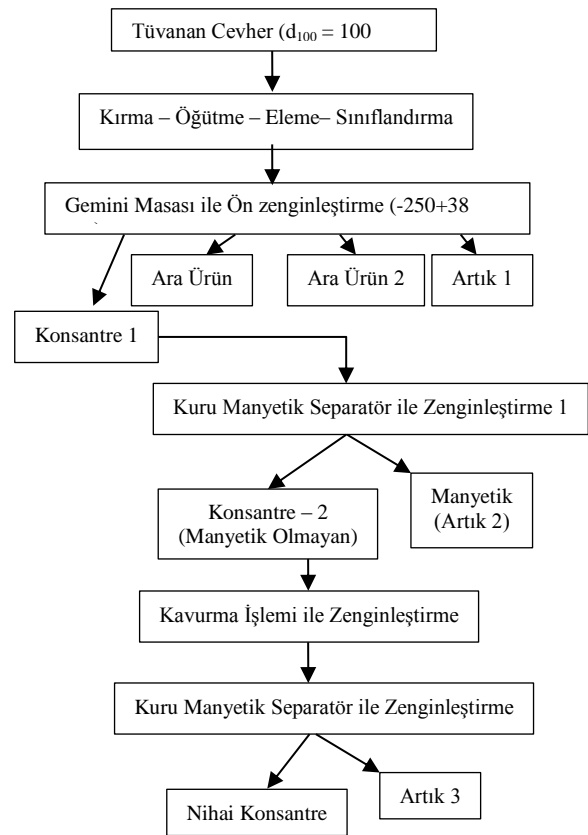 Tüvanan Cevher (d₁₀₀ = 100
Kırma – Öğütme – Eleme– Sınıflandırma
Gemini Masası ile Ön zenginleştirme (-250+38
Ara Ürün
Ara Ürün 2
Artık 1
Konsantre 1
Kuru Manyetik Separatör ile Zenginleştirme 1
Konsantre – 2
(Manyetik Olmayan)
Manyetik
(Artık 2)
Kavurma İşlemi ile Zenginleştirme
Kuru Manyetik Separatör ile Zenginleştirme
Nihai Konsantre
Artık 3